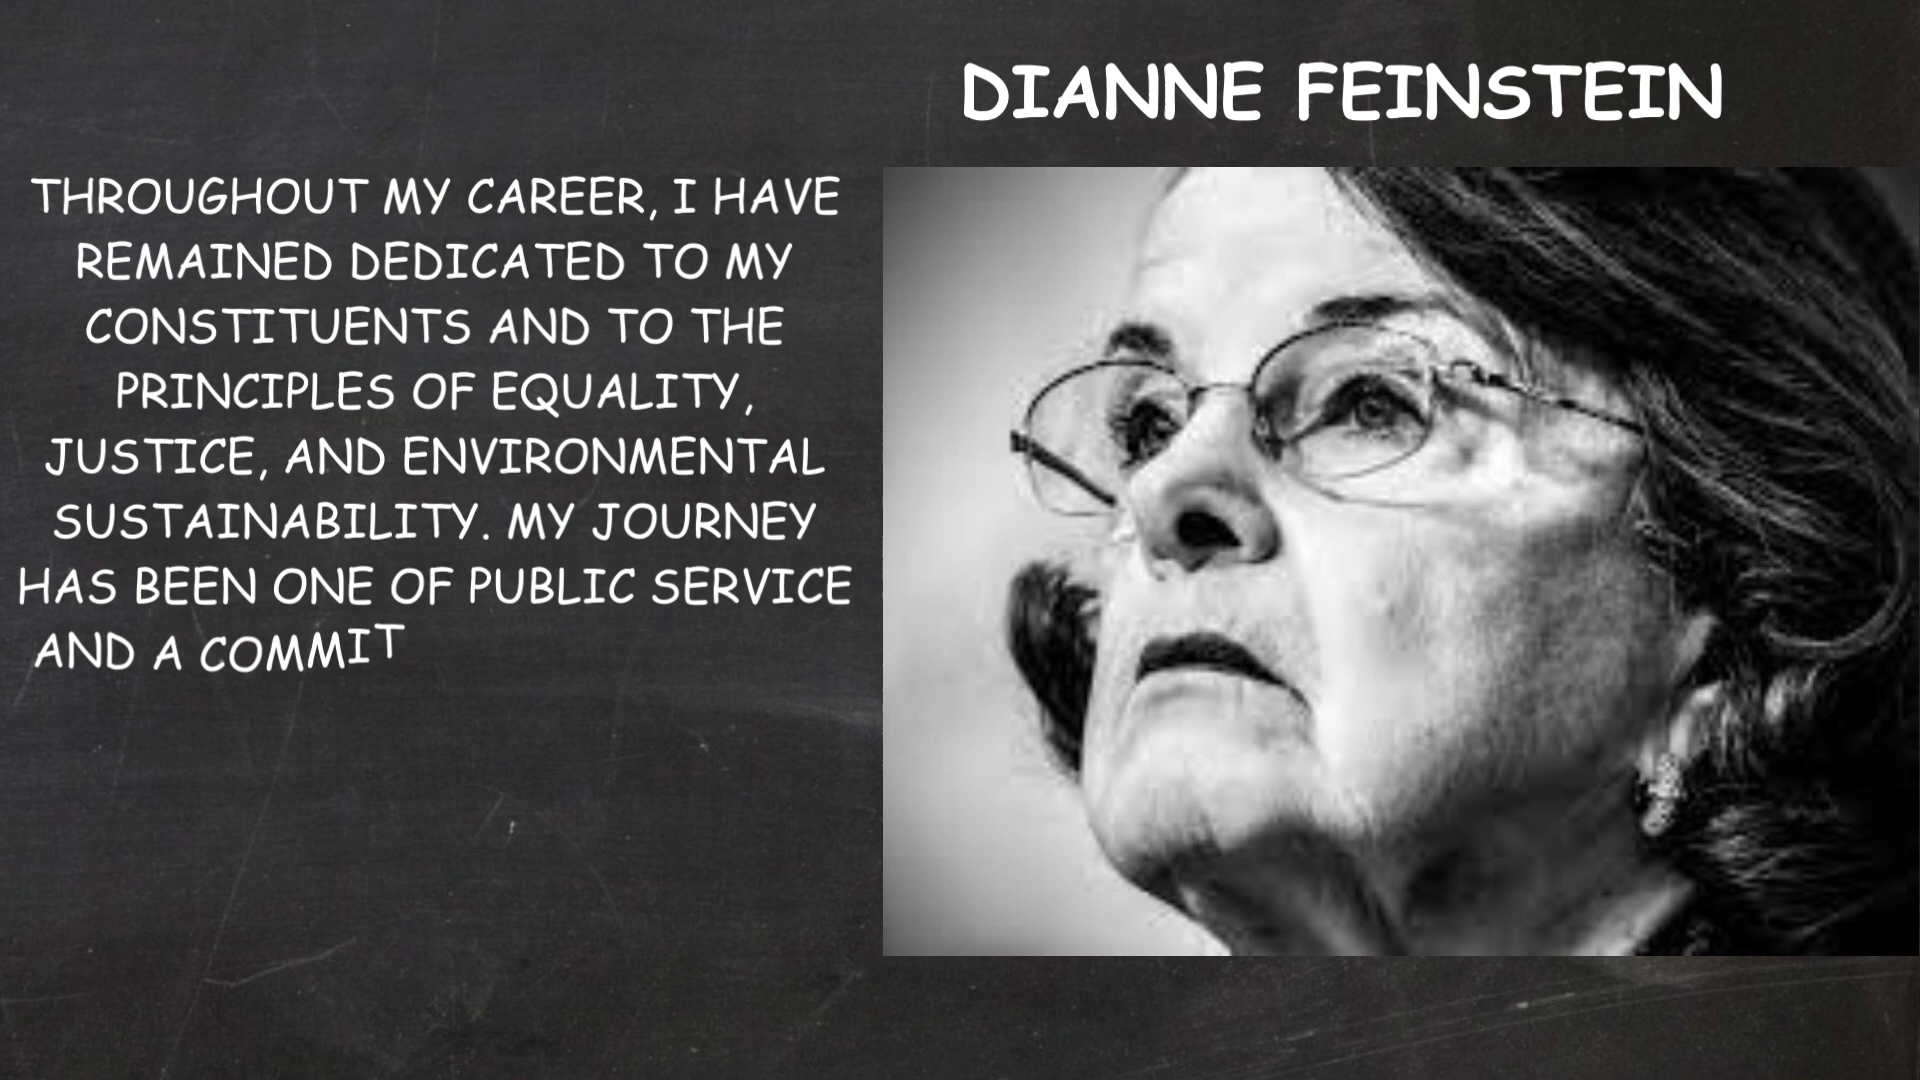 DIANNE FEINSTEIN
THROUGHOUT MY CAREER, I HAVE
REMAINED DEDICATED TO MY
CONSTITUENTS AND TO THE
PRINCIPLES OF EQUALITY,
JUSTICE, AND ENVIRONMENTAL
SUSTAINABILITY. MY JOURNEY
HAS BEEN ONE OF PUBLIC SERVICE
AND A COMMIT